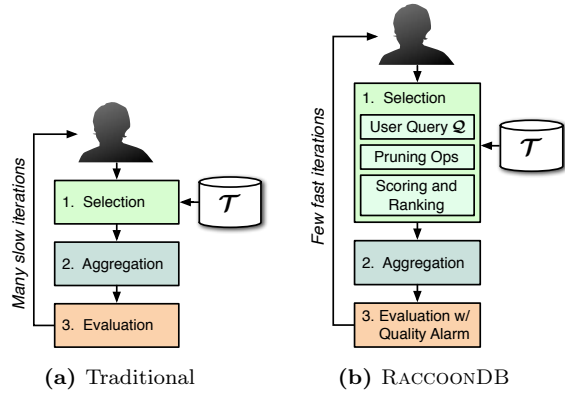 Many slow iterations
1. Selection
𝒯
2. Aggregation
3. Evaluation
(a) Traditional
Few fast iterations
1. Selection
User Query 𝒬
Pruning Ops
Scoring and
Ranking
𝒯
2. Aggregation
3. Evaluation w/
Quality Alarm
(b) RACCOONDB